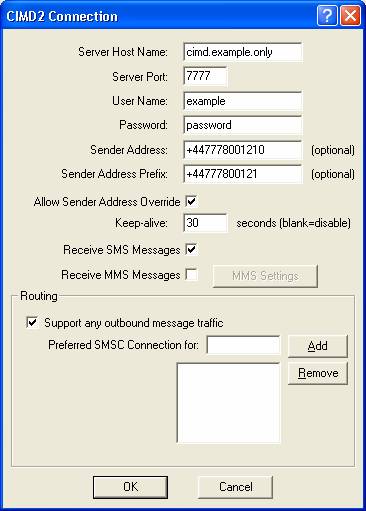 CIMD2 Connection
Server Host Name: cimd.example.only
Server Port: 7777
User Name: example
Password: password
Sender Address: +447778001210 (optional)
Sender Address Prefix: +44777800121 (optional)
Allow Sender Address Override
Keep-alive: 30 seconds (blank=disable)
Receive SMS Messages
Receive MMS Messages MMS Settings
Routing
Support any outbound message traffic
Preferred SMSC Connection for: Add
Remove
OK Cancel